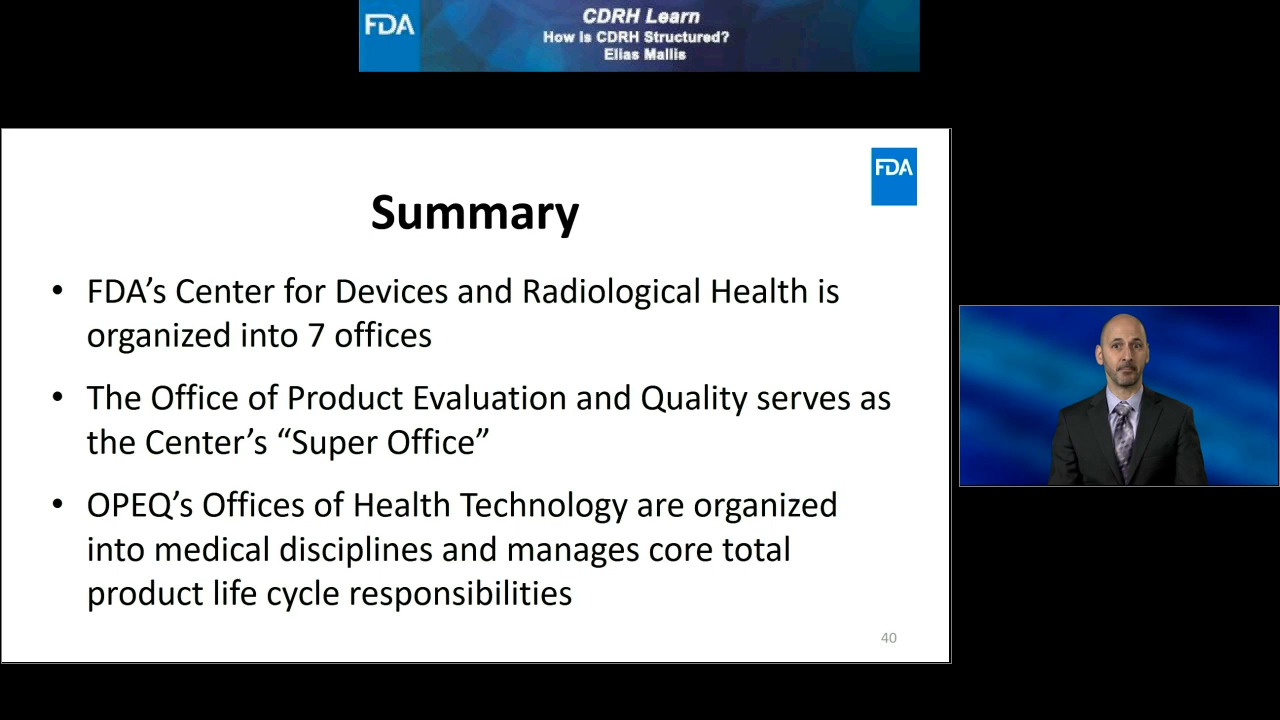 FDA
CDRH Learn
How Is CDRH Structured?
Elias Mallis
FDA
Summary
• FDA’s Center for Devices and Radiological Health is
organized into 7 offices
• The Office of Product Evaluation and Quality serves as
the Center’s “Super Office”
• OPEQ’s Offices of Health Technology are organized
into medical disciplines and manages core total
product life cycle responsibilities
40